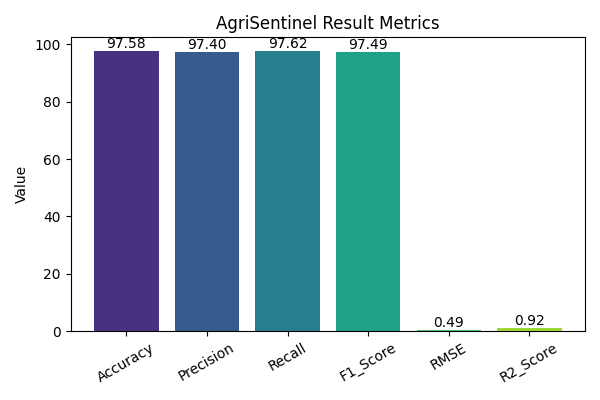 AgriSentinel Result Metrics
Value
100
80
60
40
20
0
97.58
97.40
97.62
97.49
0.49
0.92
Accuracy
Precision
Recall
F1_Score
RMSE
R2_Score